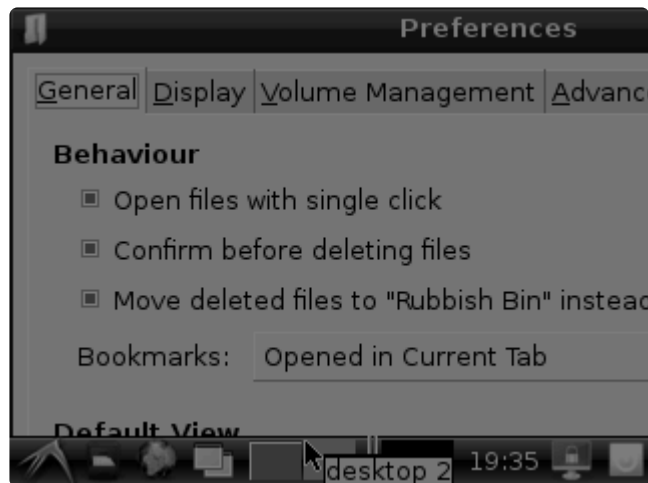 Preferences
General Display Volume Management Advanc
Behaviour
Open files with single click
Confirm before deleting files
Move deleted files to "Rubbish Bin" instead
Bookmarks: Opened in Current Tab
Default View
desktop 2 19:35